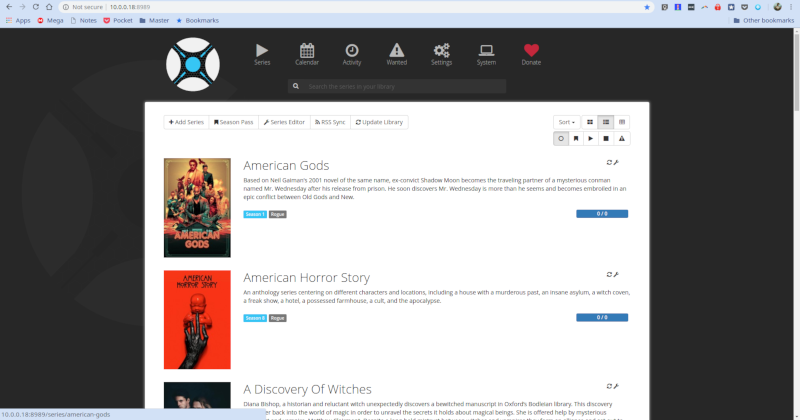 Not secure | 10.0.0.18:8989
Apps Mega Notes Pocket Master Bookmarks Other bookmarks
Series Calendar Activity Wanted Settings System Donate
Search the series in your library
Add Series Season Pass Series Editor RSS Sync Update Library Sort
American Gods
Based on Neil Gaiman's 2001 novel of the same name, ex-convict Shadow Moon becomes the traveling partner of a mysterious conman
named Mr. Wednesday after his release from prison. He soon discovers Mr. Wednesday is more than he seems and becomes embroiled in an
epic conflict between Old Gods and New.
Season 1 Rogue 0 / 0
AMERICAN
GODS
American Horror Story
AMERICAN
HORROR STORY
An anthology series centering on different characters and locations, including a house with a murderous past, an insane asylum, a witch coven,
a freak show, a hotel, a possessed farmhouse, a cult, and the apocalypse.
Season 8 Rogue 0 / 0
A Discovery Of Witches
Diana Bishop, a historian and reluctant witch unexpectedly discovers a bewitched manuscript in Oxford's Bodleian library. This discovery
back into the world of magic in order to unravel the secrets it holds about magical beings. She is offered help by mysterious
10.0.0.18:8989/series/american-gods